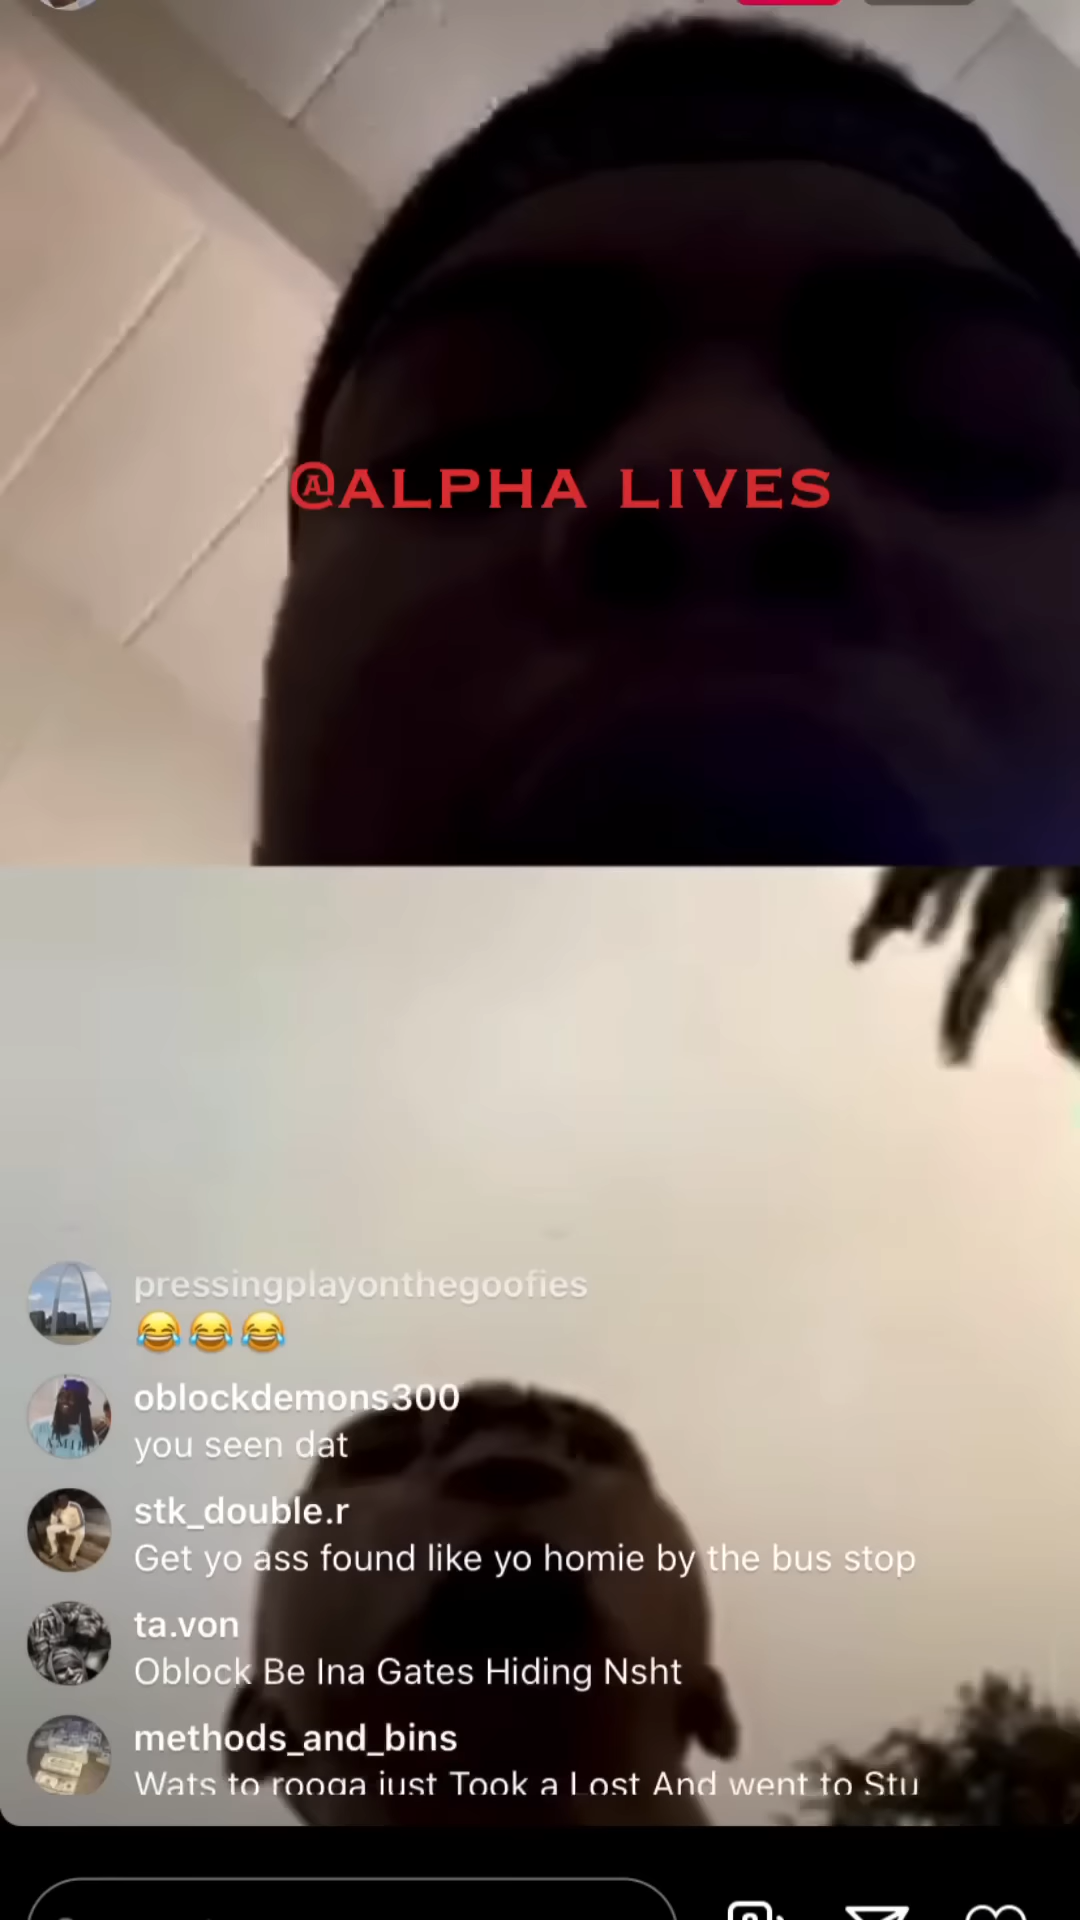 @ALPHA LIVES
pressingplayonthegoofies
😂😂😂
oblockdemons300
you seen dat
stk_double.r
Get yo ass found like yo homie by the bus stop
ta.von
Oblock Be Ina Gates Hiding Nsht
methods_and_bins
Wats to rooga just Took a Lost And went to Stu